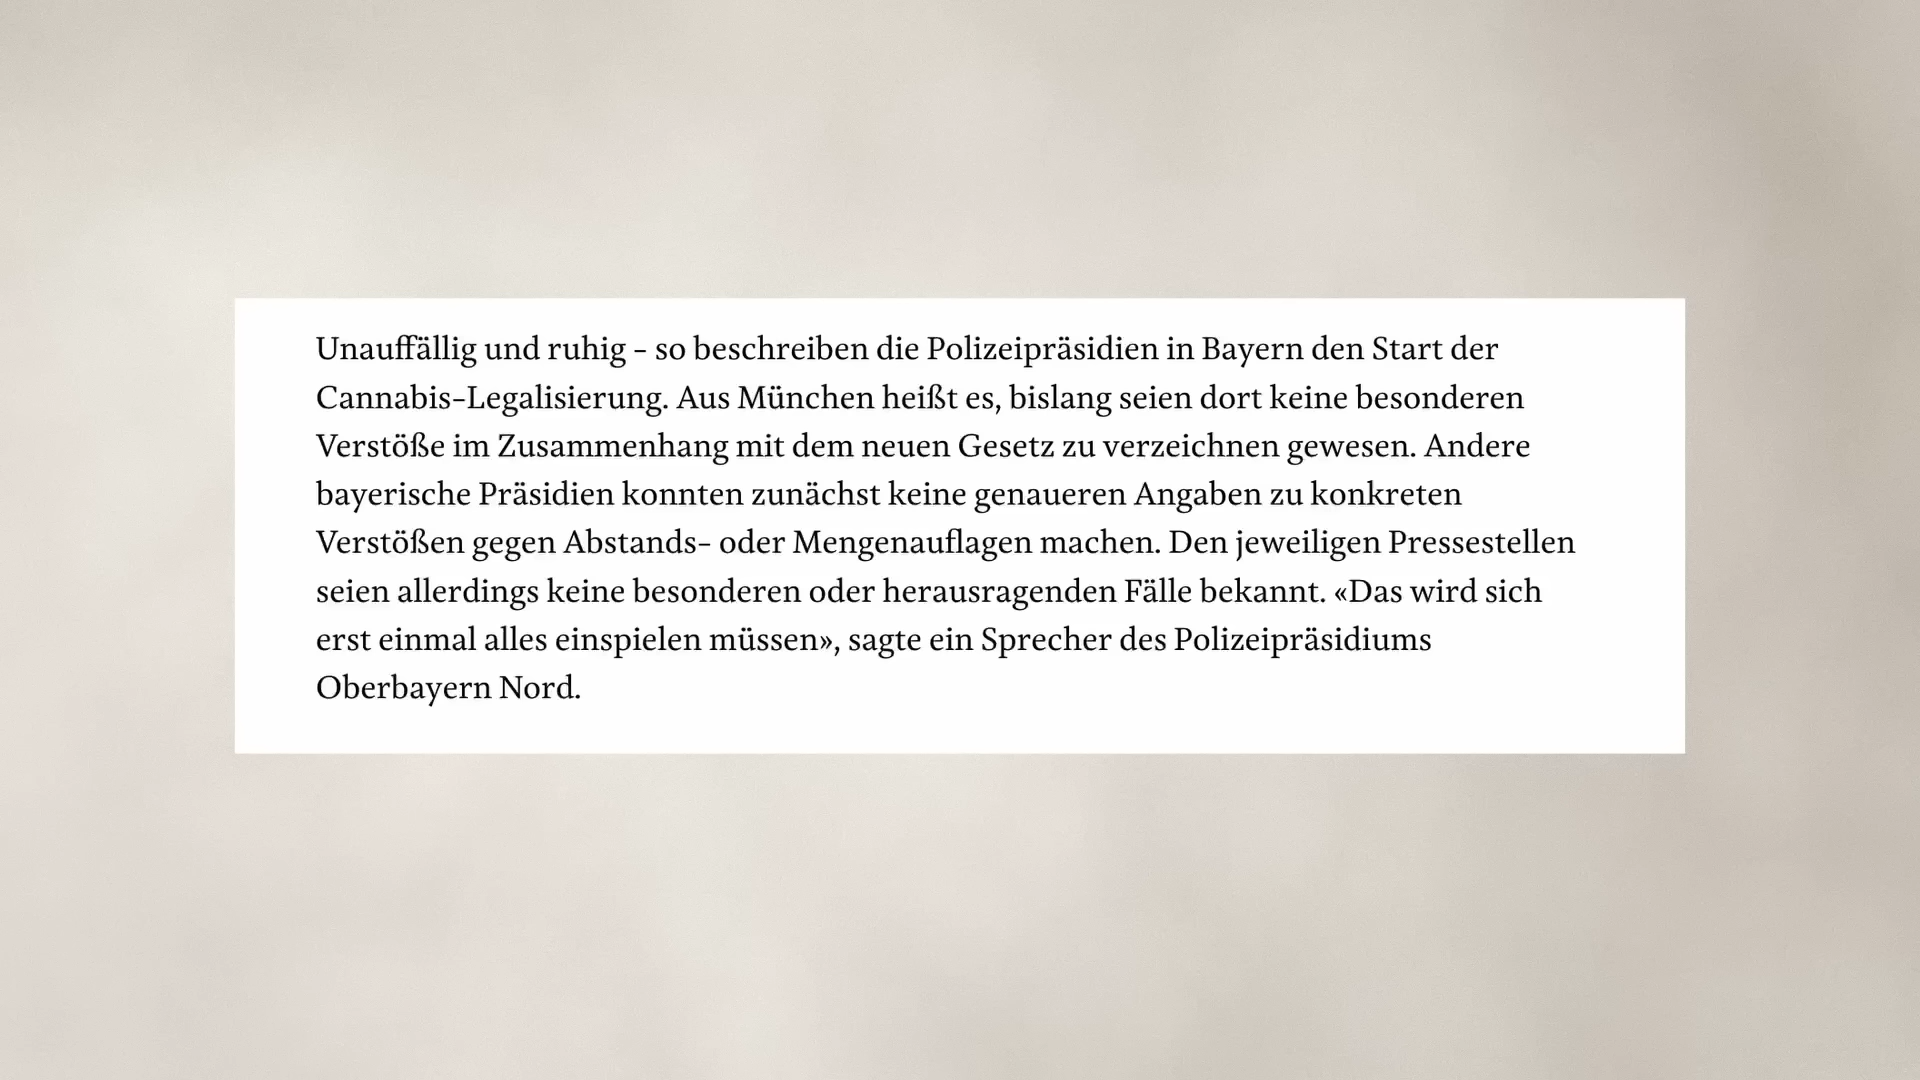 Unauffällig und ruhig – so beschreiben die Polizeipräsidien in Bayern den Start der
Cannabis-Legalisierung. Aus München heißt es, bislang seien dort keine besonderen
Verstöße im Zusammenhang mit dem neuen Gesetz zu verzeichnen gewesen. Andere
bayerische Präsidien konnten zunächst keine genaueren Angaben zu konkreten
Verstößen gegen Abstands- oder Mengenauflagen machen. Den jeweiligen Pressestellen
seien allerdings keine besonderen oder herausragenden Fälle bekannt. «Das wird sich
erst einmal alles einspielen müssen», sagte ein Sprecher des Polizeipräsidiums
Oberbayern Nord.